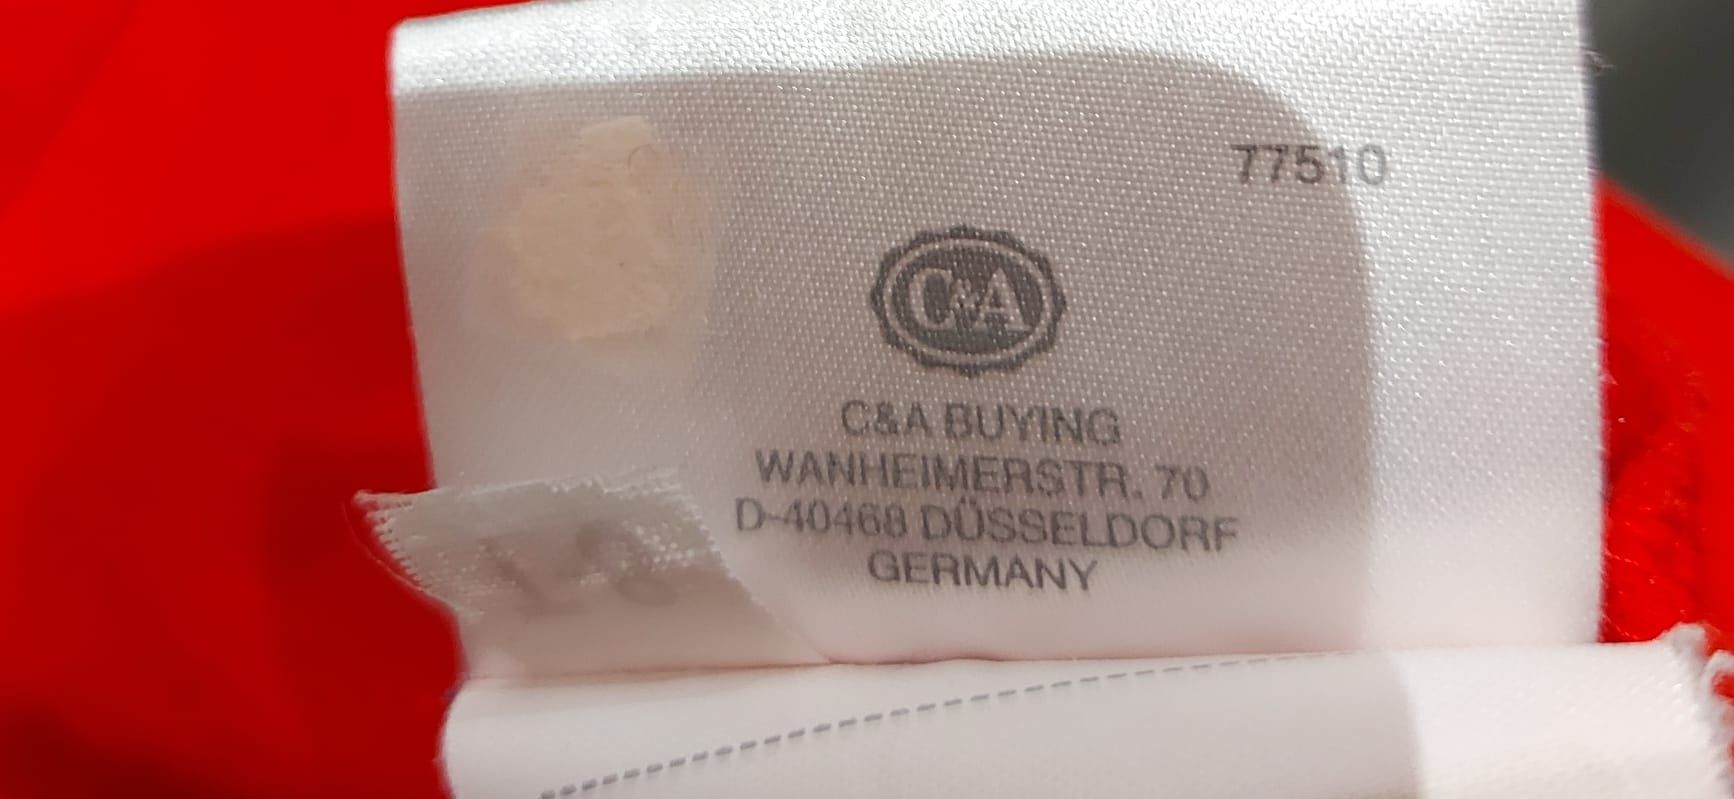 77510
C&A
C&A BUYING
WANHEIMERSTR. 70
D-40468 DÜSSELDORF
GERMANY